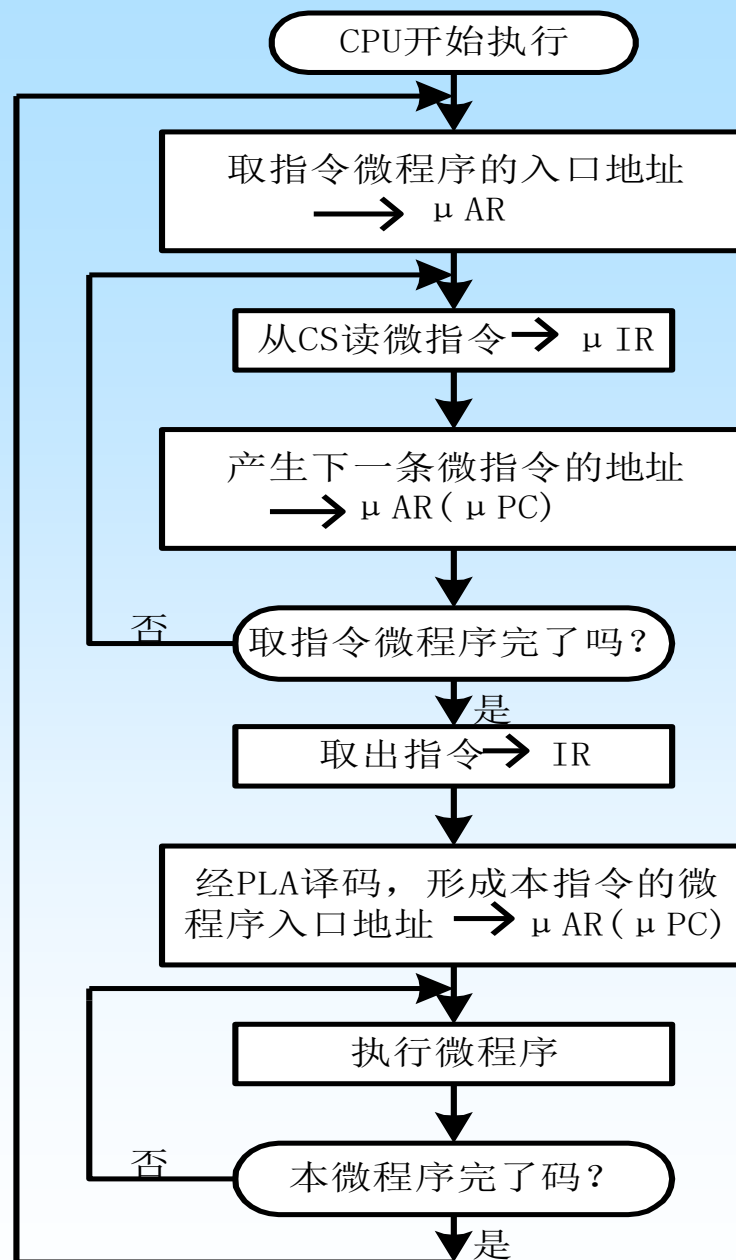 CPU开始执行
取指令微程序的入口地址
→ μAR
从CS读微指令→ μIR
产生下一条微指令的地址
→ μAR(μPC)
否
取指令微程序完了吗？
是
取出指令→ IR
经PLA译码，形成本指令的微
程序入口地址 → μAR(μPC)
执行微程序
否
本微程序完了码？
是